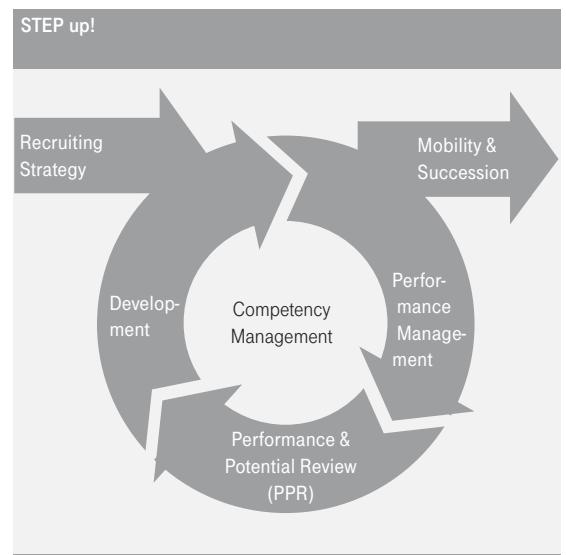 STEP up!
Recruiting
Strategy
Mobility &
Succession
Develop-
ment
Competency
Management
Perfor-
mance
Manage-
ment
Performance &
Potential Review
(PPR)